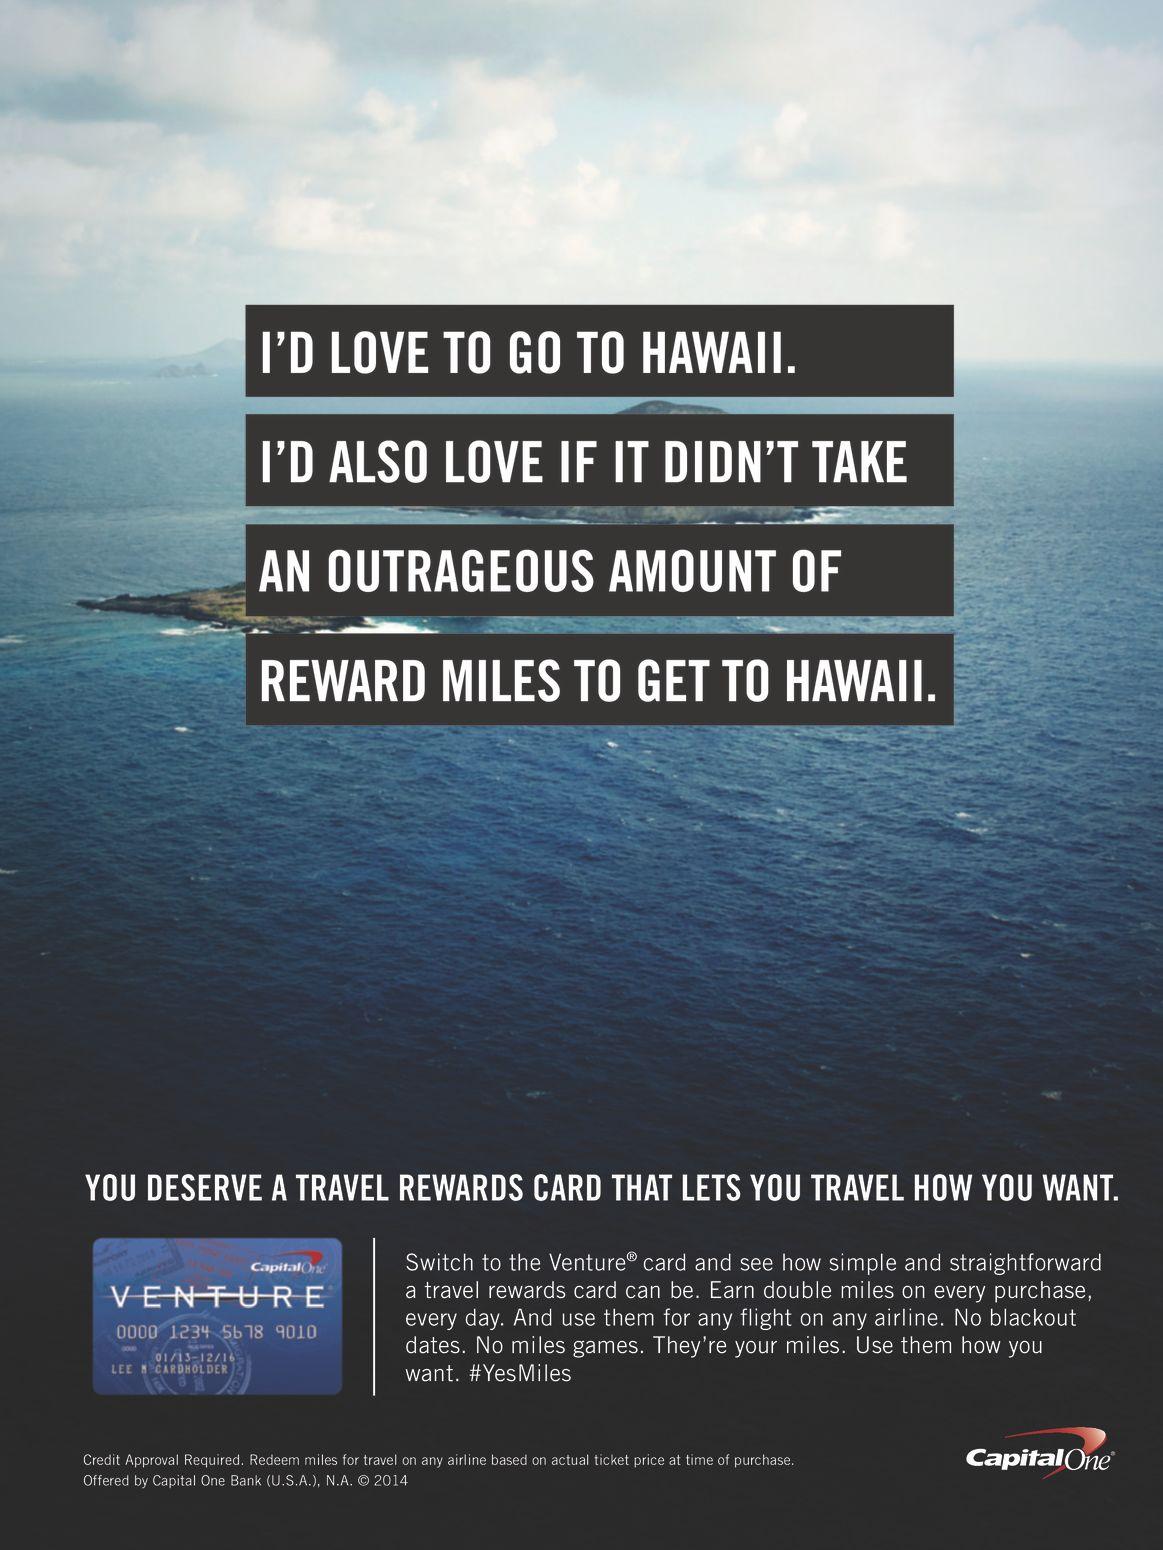 I'D LOVE TO GO TO HAWAII.
I'D ALSO LOVE IF IT DIDN'T TAKE
AN OUTRAGEOUS AMOUNT OF
REWARD MILES TO GET TO HAWAII.
YOU DESERVE A TRAVEL REWARDS CARD THAT LETS YOU TRAVEL HOW YOU WANT.
CapitalOne
VENTURE
0000 1234 5678 9010
0000
01/13-12/16
LEE M CARDHOLDER
Switch to the Venture® card and see how simple and straightforward
a travel rewards card can be. Earn double miles on every purchase,
every day. And use them for any flight on any airline. No blackout
dates. No miles games. They're your miles. Use them how you
want. #YesMiles
Credit Approval Required. Redeem miles for travel on any airline based on actual ticket price at time of purchase.
Offered by Capital One Bank (U.S.A.), N.A. © 2014
CapitalOne®